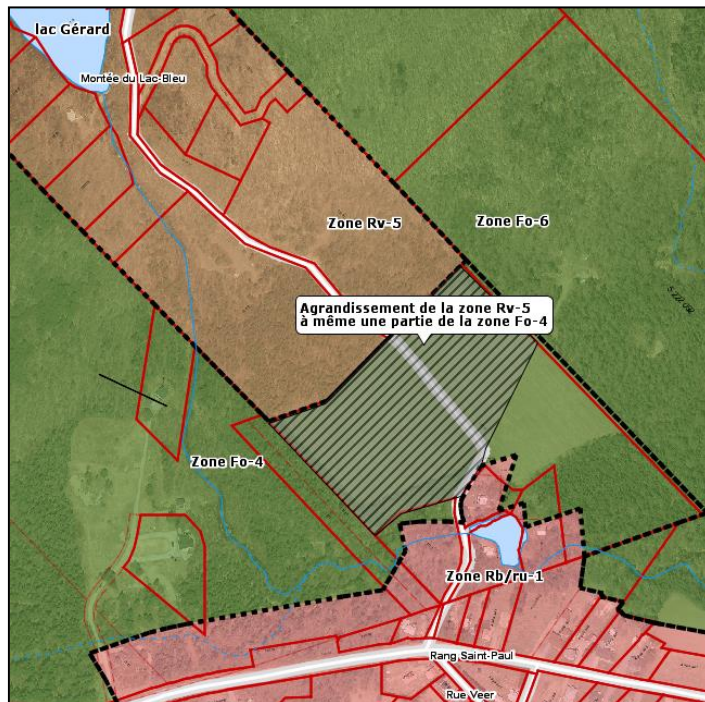 lac Gérard
Montée du Lac-Bleu
Zone Rv-5
Zone Fo-6
Agrandissement de la zone Rv-5
à même une partie de la zone Fo-4
Zone Fo-4
Zone Rb/ru-1
Rang Saint-Paul
Rue Veer